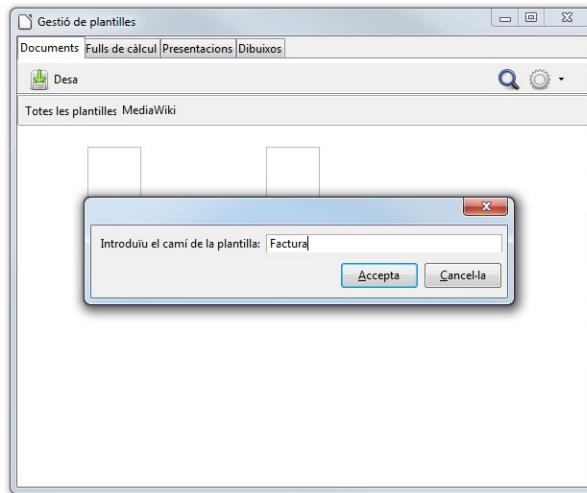 Gestió de plantilles
Documents Fulls de càlcul Presentacions Dibuixos
Desa
Totes les plantilles MediaWiki
Introduïu el camí de la plantilla: Factura
Accepta Cancel·la